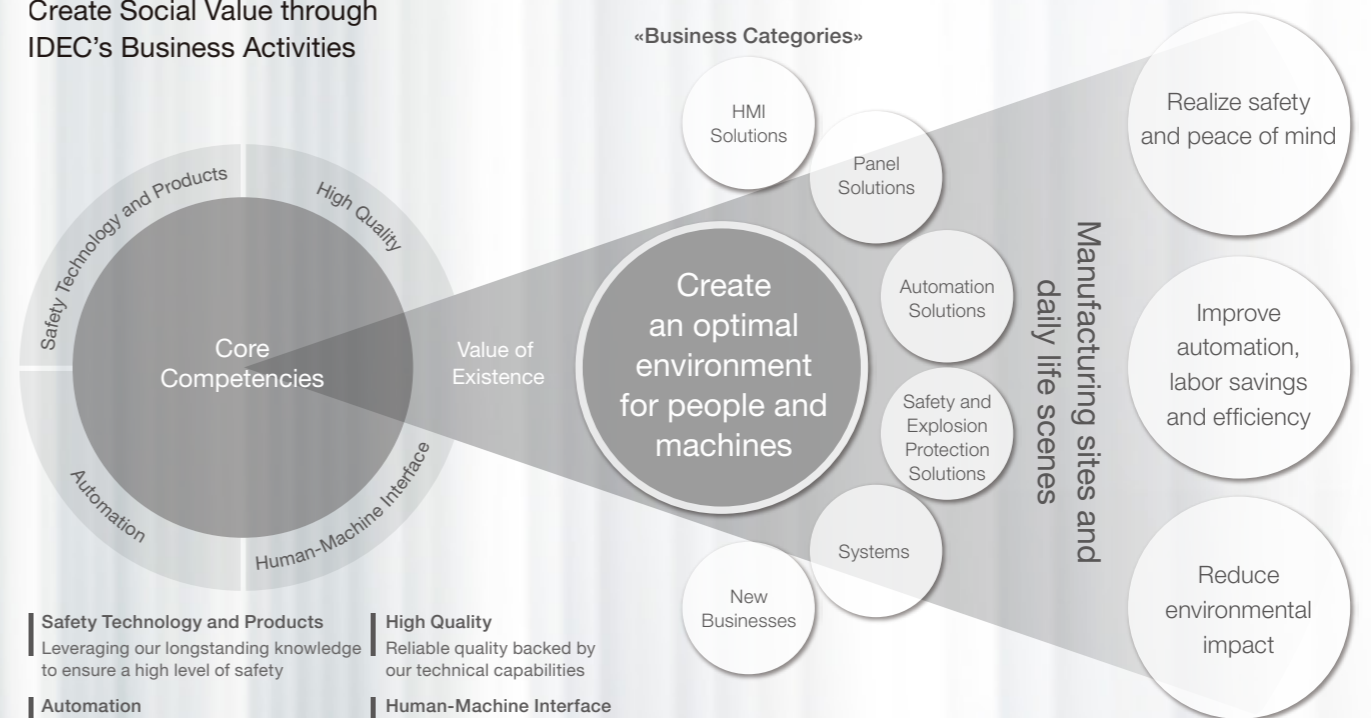 Create Social Value through
IDEC’s Business Activities
«Business Categories»
Safety Technology and Products
High Quality
Automation
Human-Machine Interface
Core
Competencies
Value of
Existence
Create
an optimal
environment
for people and
machines
HMI
Solutions
Panel
Solutions
Automation
Solutions
Safety and
Explosion
Protection
Solutions
Systems
New
Businesses
Manufacturing sites and
daily life scenes
Realize safety
and peace of mind
Improve
automation,
labor savings
and efficiency
Reduce
environmental
impact
Safety Technology and Products
Leveraging our longstanding knowledge
to ensure a high level of safety
High Quality
Reliable quality backed by
our technical capabilities
Automation
Human-Machine Interface